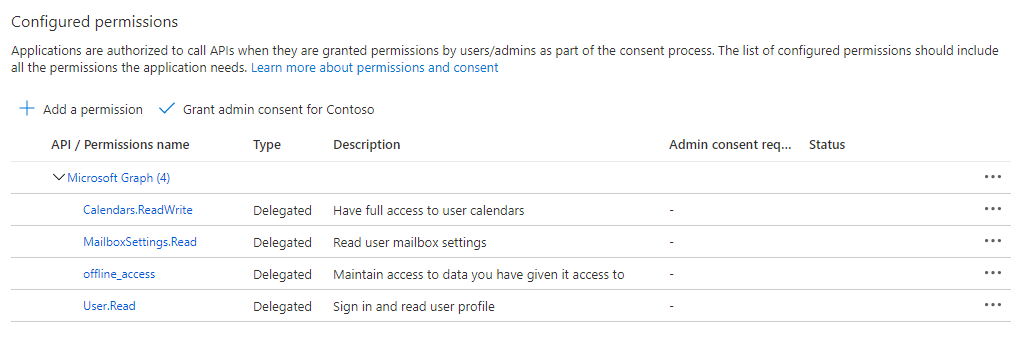 Configured permissions
Applications are authorized to call APIs when they are granted permissions by users/admins as part of the consent process. The list of configured permissions should include
all the permissions the application needs. Learn more about permissions and consent
Add a permission Grant admin consent for Contoso
API / Permissions name Type Description Admin consent req... Status
Microsoft Graph (4) ...
Calendars.ReadWrite Delegated Have full access to user calendars - ...
MailboxSettings.Read Delegated Read user mailbox settings - ...
offline_access Delegated Maintain access to data you have given it access to - ...
User.Read Delegated Sign in and read user profile - ...